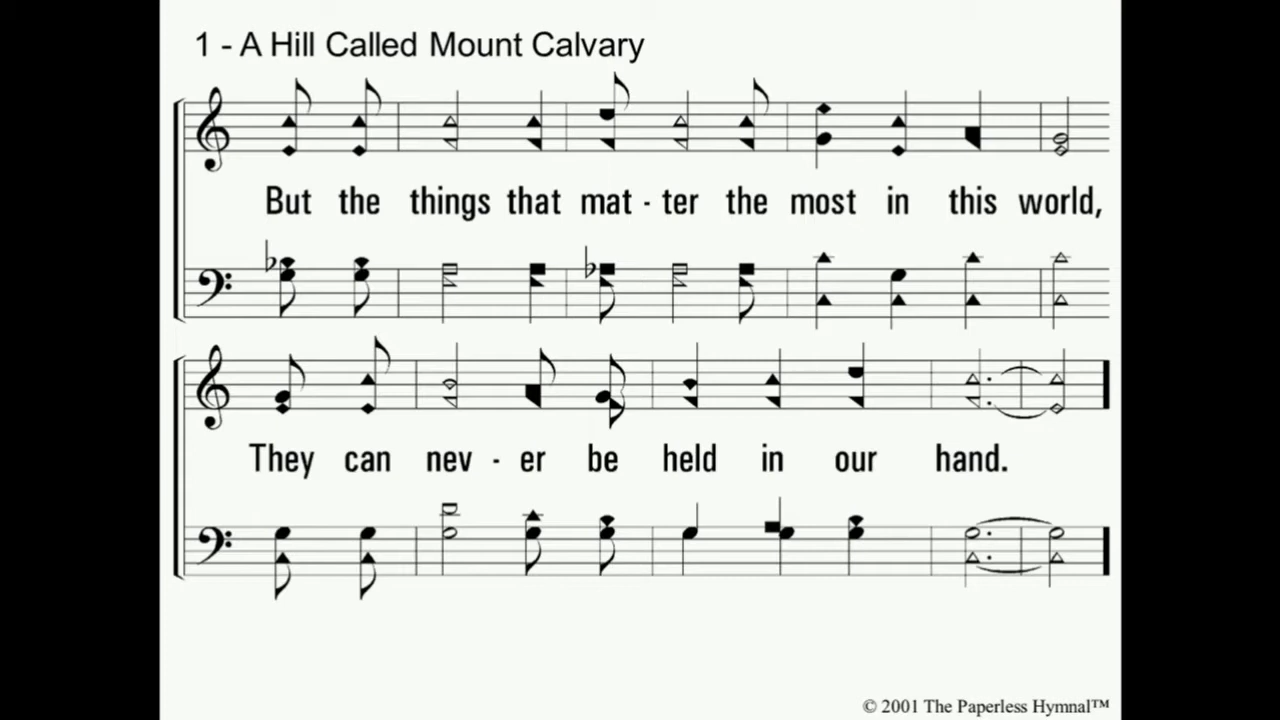 1 - A Hill Called Mount Calvary
But the things that mat - ter the most in this world,
They can nev - er be held in our hand.
© 2001 The Paperless Hymnal™